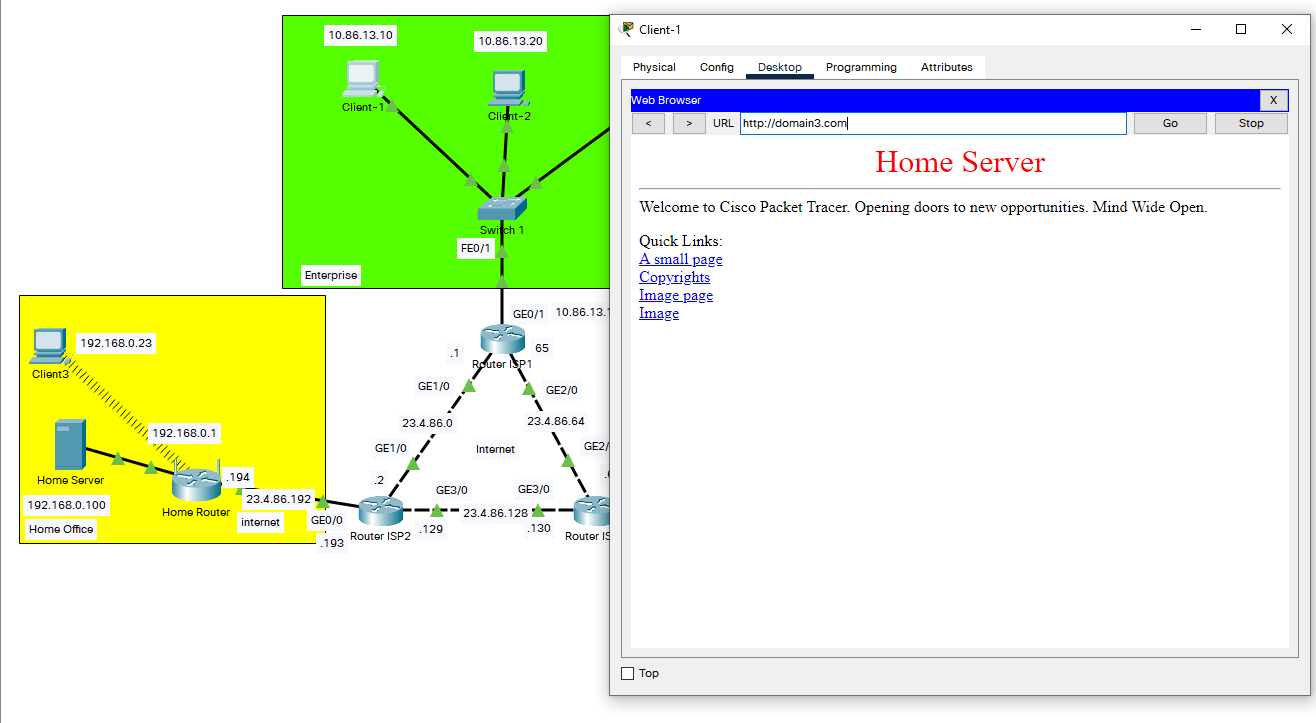 10.86.13.10
10.86.13.20
Client-1
Client-2
Switch 1
FE0/1
Enterprise
GE0/1
10.86.13.1
192.168.0.23
.1
65
Client3
Router ISP1
GE1/0
GE2/0
23.4.86.0
23.4.86.64
192.168.0.1
GE1/0
Internet
GE2/
Home Server
.194
.2
GE3/0
GE3/0
192.168.0.100
23.4.86.192
Home Router
23.4.86.128
Home Office
internet
GE0/0
.129
.130
.193
Router ISP2
Router IS
Client-1
Physical Config Desktop Programming Attributes
Web Browser X
< > URL http://domain3.com Go Stop
Home Server
Welcome to Cisco Packet Tracer. Opening doors to new opportunities. Mind Wide Open.
Quick Links:
A small page
Copyrights
Image page
Image
Top